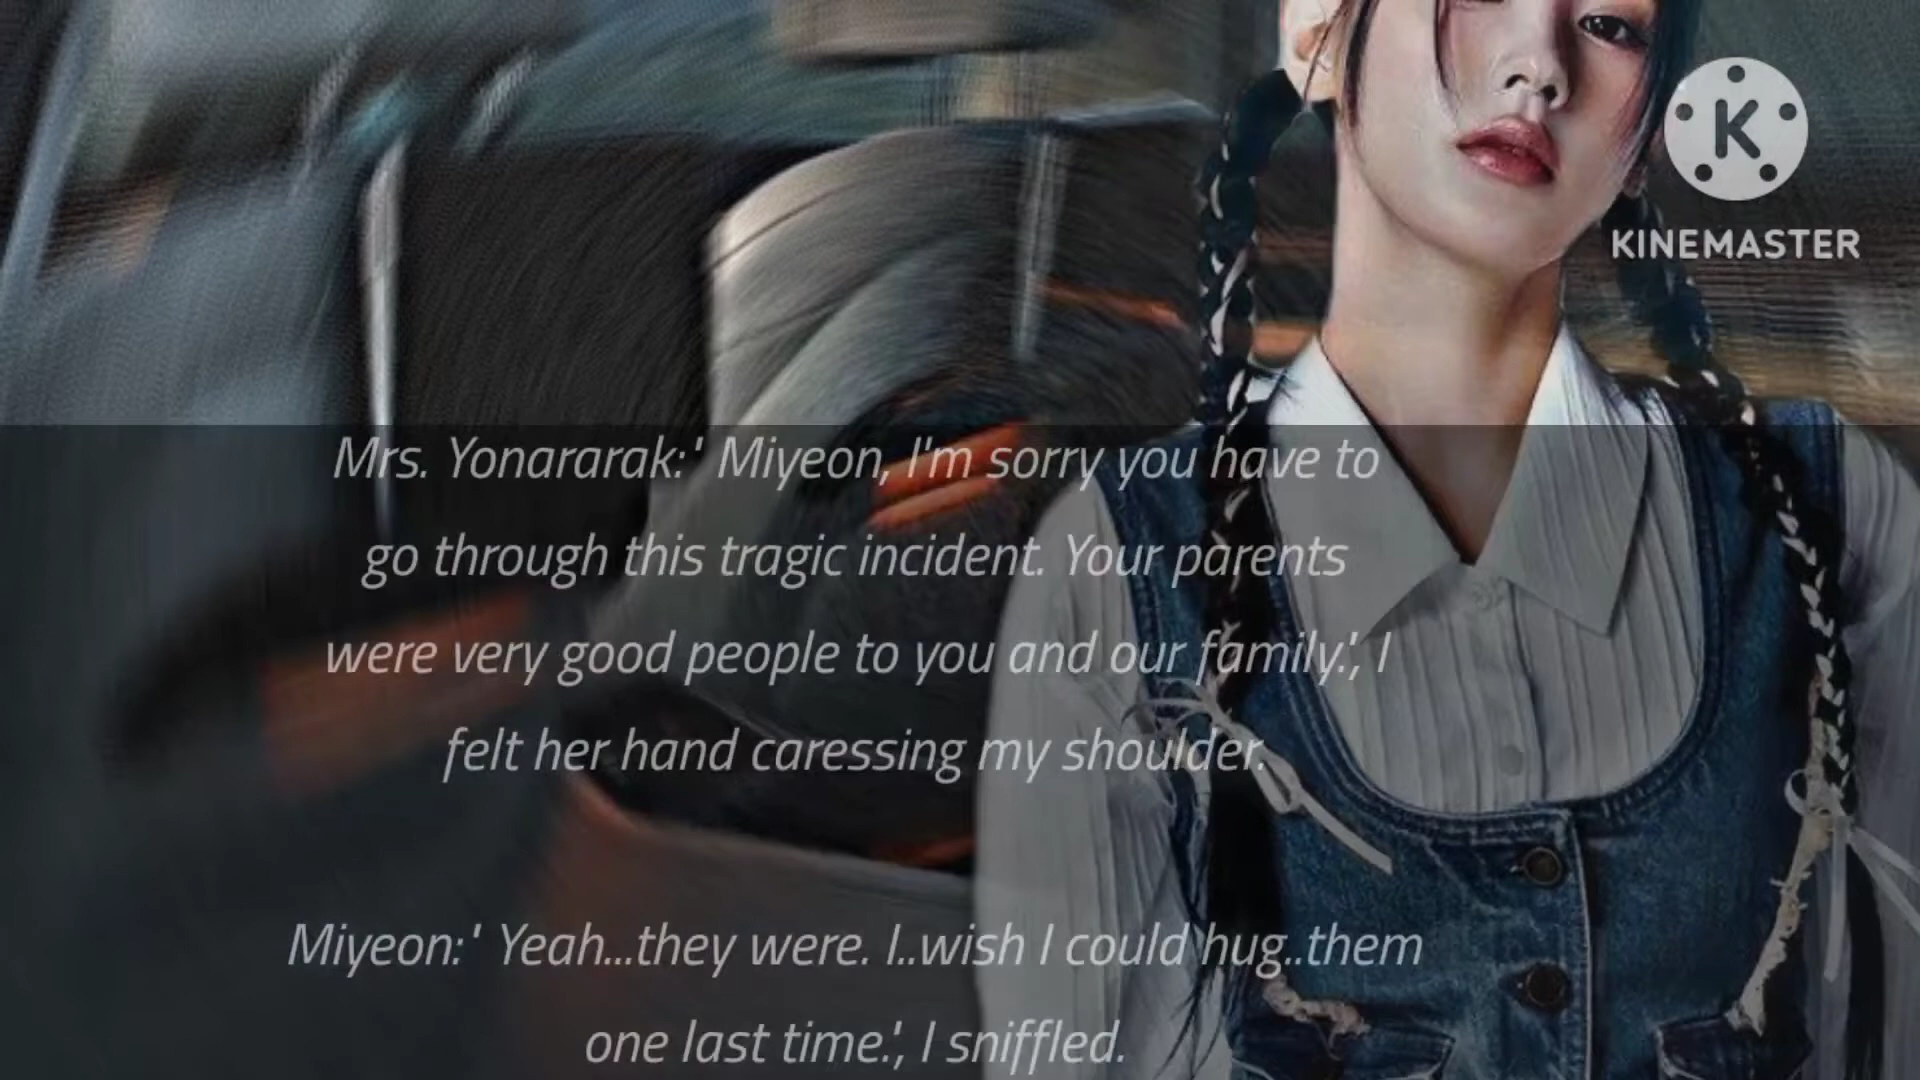 K
KINEMASTER
Mrs. Yonararak:' Miyeon, I'm sorry you have to
go through this tragic incident. Your parents
were very good people to you and our family.', I
felt her hand caressing my shoulder.
Miyeon:' Yeah...they were. I..wish I could hug..them
one last time.', I sniffled.